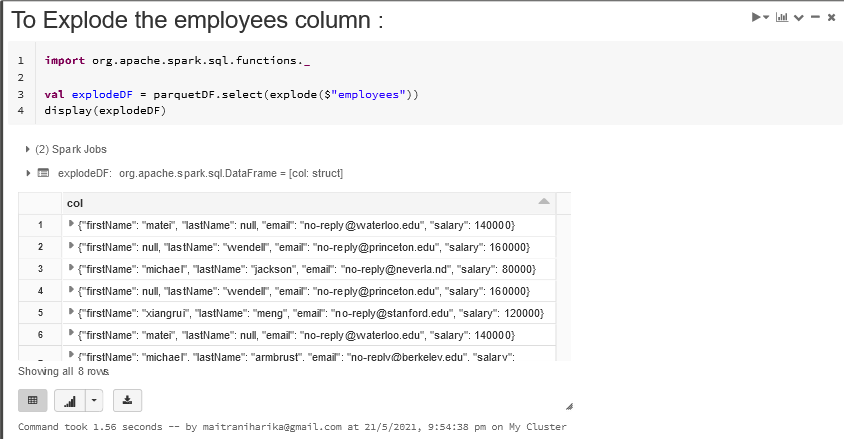 To Explode the employees column :
1 import org.apache.spark.sql.functions._
2
3 val explodeDF = parquetDF.select(explode($"employees"))
4 display(explodeDF)
(2) Spark Jobs
explodeDF: org.apache.spark.sql.DataFrame = [col: struct]
col
1 {"firstName": "matei", "lastName": null, "email": "no-reply@waterloo.edu", "salary": 140000}
2 {"firstName": null, "lastName": "wendell", "email": "no-reply@princeton.edu", "salary": 160000}
3 {"firstName": "michael", "lastName": "jackson", "email": "no-reply@neverla.nd", "salary": 80000}
4 {"firstName": null, "lastName": "wendell", "email": "no-reply@princeton.edu", "salary": 160000}
5 {"firstName": "xiangrui", "lastName": "meng", "email": "no-reply@stanford.edu", "salary": 120000}
6 {"firstName": "matei", "lastName": null, "email": "no-reply@waterloo.edu", "salary": 140000}
{"firstName": "michael", "lastName": "armbrust", "email": "no-reply@berkeley.edu", "salary":
Showing all 8 rows.
Command took 1.56 seconds -- by maitraniharika@gmail.com at 21/5/2021, 9:54:38 pm on My Cluster